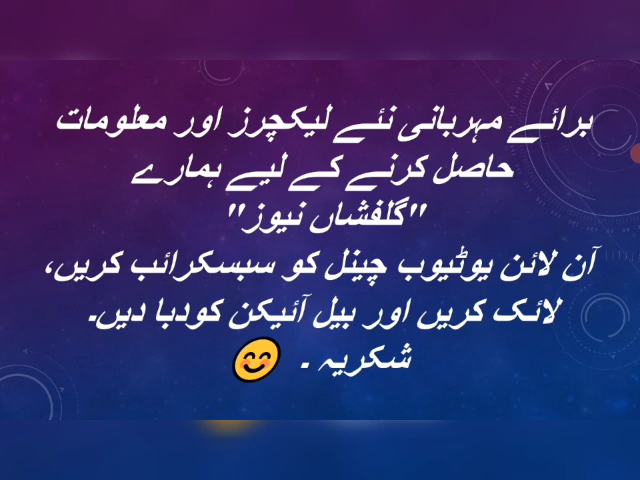 برائے مہربانی نئے لیکچرز اور معلومات
حاصل کرنے کے لیے ہمارے
"گلفشاں نیوز"
آن لائن یوٹیوب چینل کو سبسکرائب کریں،
لائک کریں اور بیل آئیکن کودبا دیں۔
شکریہ ۔ 😊